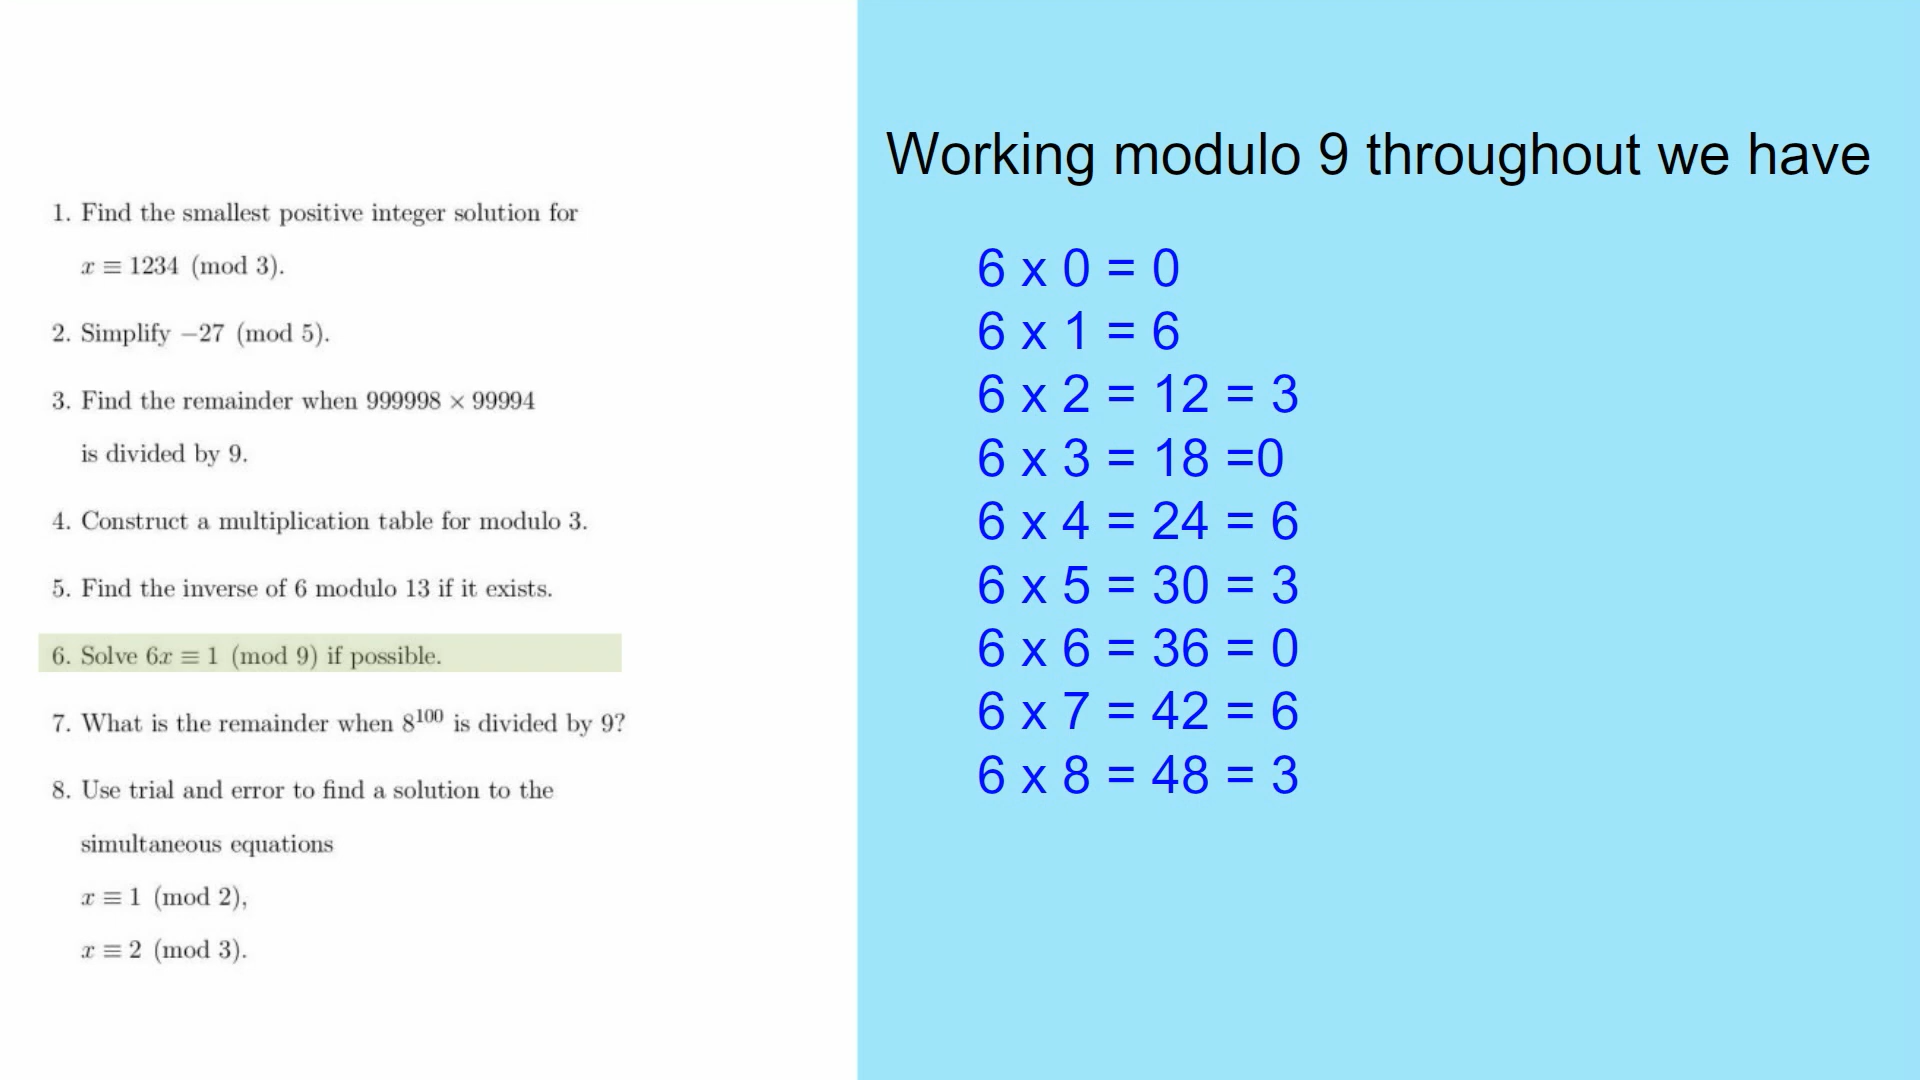 1. Find the smallest positive integer solution for
x ≡ 1234 (mod 3).
2. Simplify −27 (mod 5).
3. Find the remainder when 999998 × 99994
is divided by 9.
4. Construct a multiplication table for modulo 3.
5. Find the inverse of 6 modulo 13 if it exists.
6. Solve 6x ≡ 1 (mod 9) if possible.
7. What is the remainder when 8¹⁰⁰ is divided by 9?
8. Use trial and error to find a solution to the
simultaneous equations
x ≡ 1 (mod 2),
x ≡ 2 (mod 3).
Working modulo 9 throughout we have
6 x 0 = 0
6 x 1 = 6
6 x 2 = 12 = 3
6 x 3 = 18 =0
6 x 4 = 24 = 6
6 x 5 = 30 = 3
6 x 6 = 36 = 0
6 x 7 = 42 = 6
6 x 8 = 48 = 3